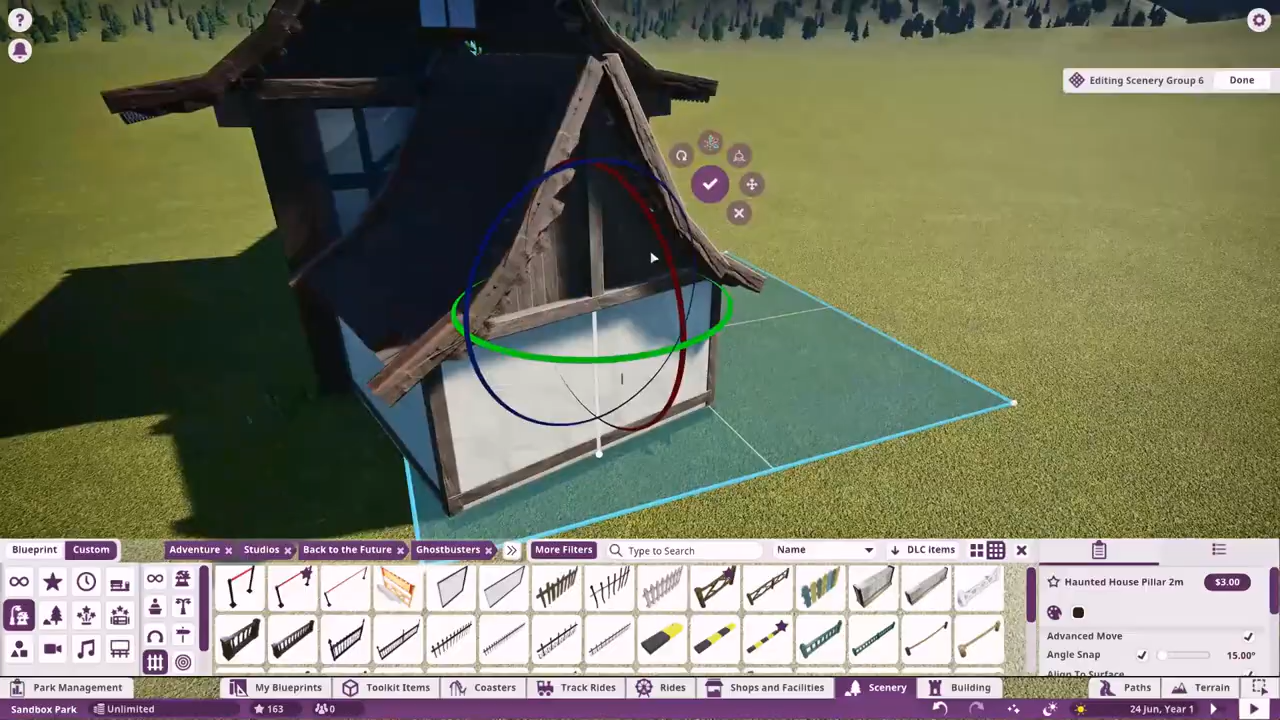 ?
Editing Scenery Group 6 Done
Blueprint Custom Adventure × Studios × Back to the Future × Ghostbusters × More Filters Type to Search Name DLC items
Haunted House Pillar 2m $3.00
Advanced Move
Angle Snap 15.00°
Align To Surface
Park Management My Blueprints Toolkit Items Coasters Track Rides Rides Shops and Facilities Scenery Building Paths Terrain
Sandbox Park Unlimited 163 0 24 Jun, Year 1